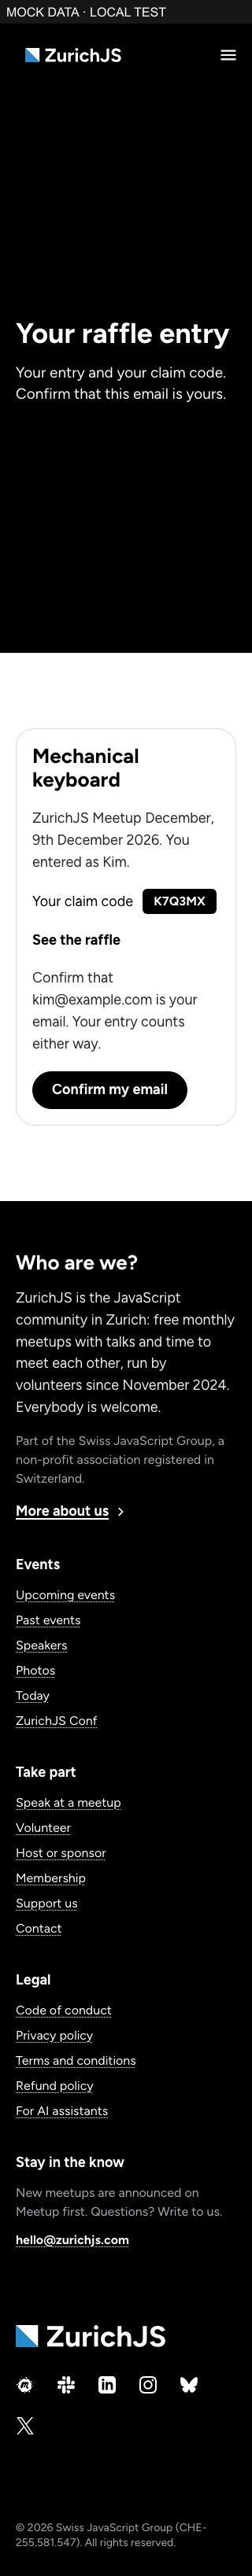 MOCK DATA · LOCAL TEST
ZurichJS
Your raffle entry
Your entry and your claim code.
Confirm that this email is yours.
Mechanical
keyboard
ZurichJS Meetup December,
9th December 2026. You
entered as Kim.
Your claim code K7Q3MX
See the raffle
Confirm that
kim@example.com is your
email. Your entry counts
either way.
Confirm my email
Who are we?
ZurichJS is the JavaScript
community in Zurich: free monthly
meetups with talks and time to
meet each other, run by
volunteers since November 2024.
Everybody is welcome.
Part of the Swiss JavaScript Group, a
non-profit association registered in
Switzerland.
More about us
Events
Upcoming events
Past events
Speakers
Photos
Today
ZurichJS Conf
Take part
Speak at a meetup
Volunteer
Host or sponsor
Membership
Support us
Contact
Legal
Code of conduct
Privacy policy
Terms and conditions
Refund policy
For AI assistants
Stay in the know
New meetups are announced on
Meetup first. Questions? Write to us.
hello@zurichjs.com
ZurichJS
© 2026 Swiss JavaScript Group (CHE-
255.581.547). All rights reserved.